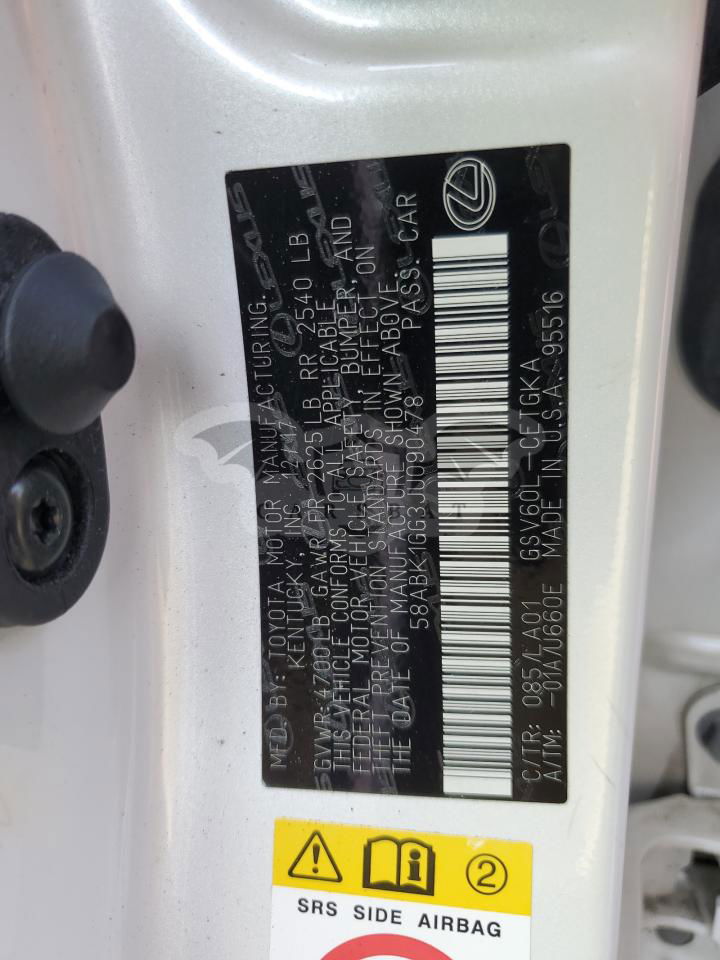 MFD. BY: TOYOTA MOTOR MANUFACTURING.
KENTUCKY, INC 12/17
GVWR: 4700 LB GAWR FR 2625 LB RR 2540 LB
THIS VEHICLE CONFORMS TO ALL APPLICABLE
FEDERAL MOTOR VEHICLE SAFETY, BUMPER, AND
THEFT PREVENTION STANDARDS IN EFFECT ON
THE DATE OF MANUFACTURE SHOWN ABOVE.
58ABK1GG3JU090478 PASS. CAR
C/TR: 085/LA01 GSV60L-CETGKA
A/TM: -01A/U660E MADE IN U.S.A. 95516
LEXUS
2
SRS SIDE AIRBAG